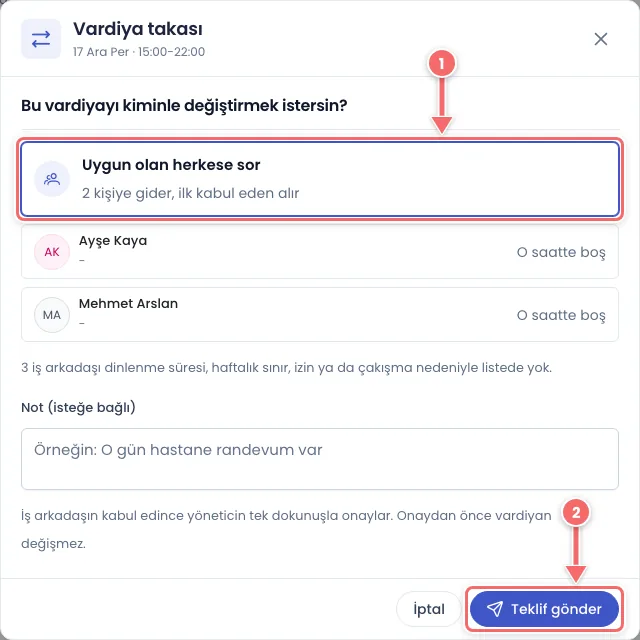 Vardiya takası
17 Ara Per · 15:00-22:00
1
Bu vardiyayı kiminle değiştirmek istersin?
Uygun olan herkese sor
2 kişiye gider, ilk kabul eden alır
AK
Ayşe Kaya
-
O saatte boş
MA
Mehmet Arslan
-
O saatte boş
3 iş arkadaşı dinlenme süresi, haftalık sınır, izin ya da çakışma nedeniyle listede yok.
Not (isteğe bağlı)
Örneğin: O gün hastane randevum var
İş arkadaşın kabul edince yöneticin tek dokunuşla onaylar. Onaydan önce vardiyan
değişmez.
2
İptal
Teklif gönder